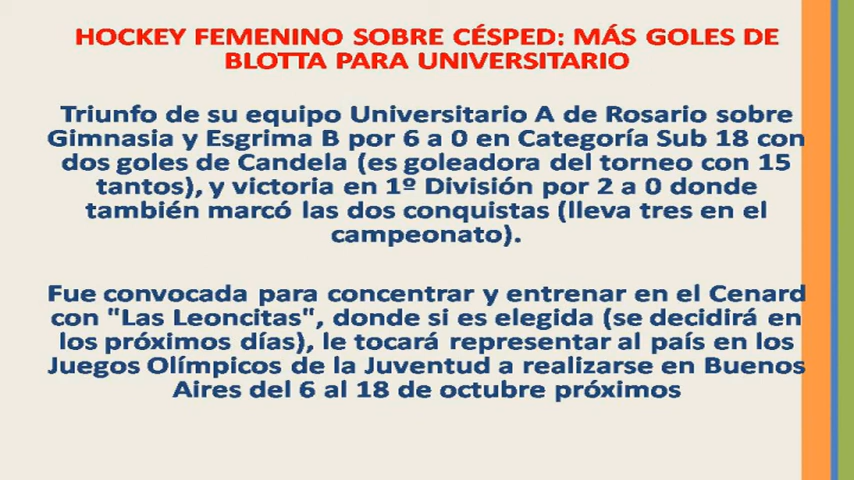 HOCKEY FEMENINO SOBRE CÉSPED: MÁS GOLES DE
BLOTTA PARA UNIVERSITARIO
Triunfo de su equipo Universitario A de Rosario sobre
Gimnasia y Esgrima B por 6 a 0 en Categoría Sub 18 con
dos goles de Candela (es goleadora del torneo con 15
tantos), y victoria en 1º División por 2 a 0 donde
también marcó las dos conquistas (lleva tres en el
campeonato).
Fue convocada para concentrar y entrenar en el Cenard
con "Las Leoncitas", donde si es elegida (se decidirá en
los próximos días), le tocará representar al país en los
Juegos Olímpicos de la Juventud a realizarse en Buenos
Aires del 6 al 18 de octubre próximos